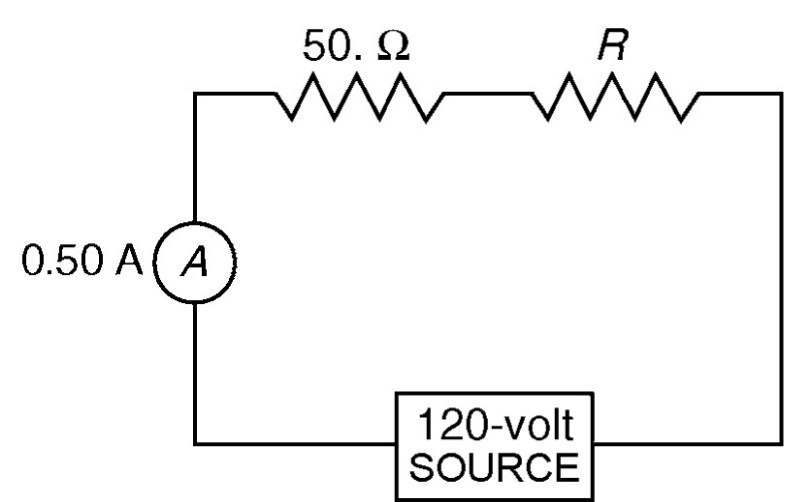 50. Ω
R
0.50 A
A
120-volt
SOURCE